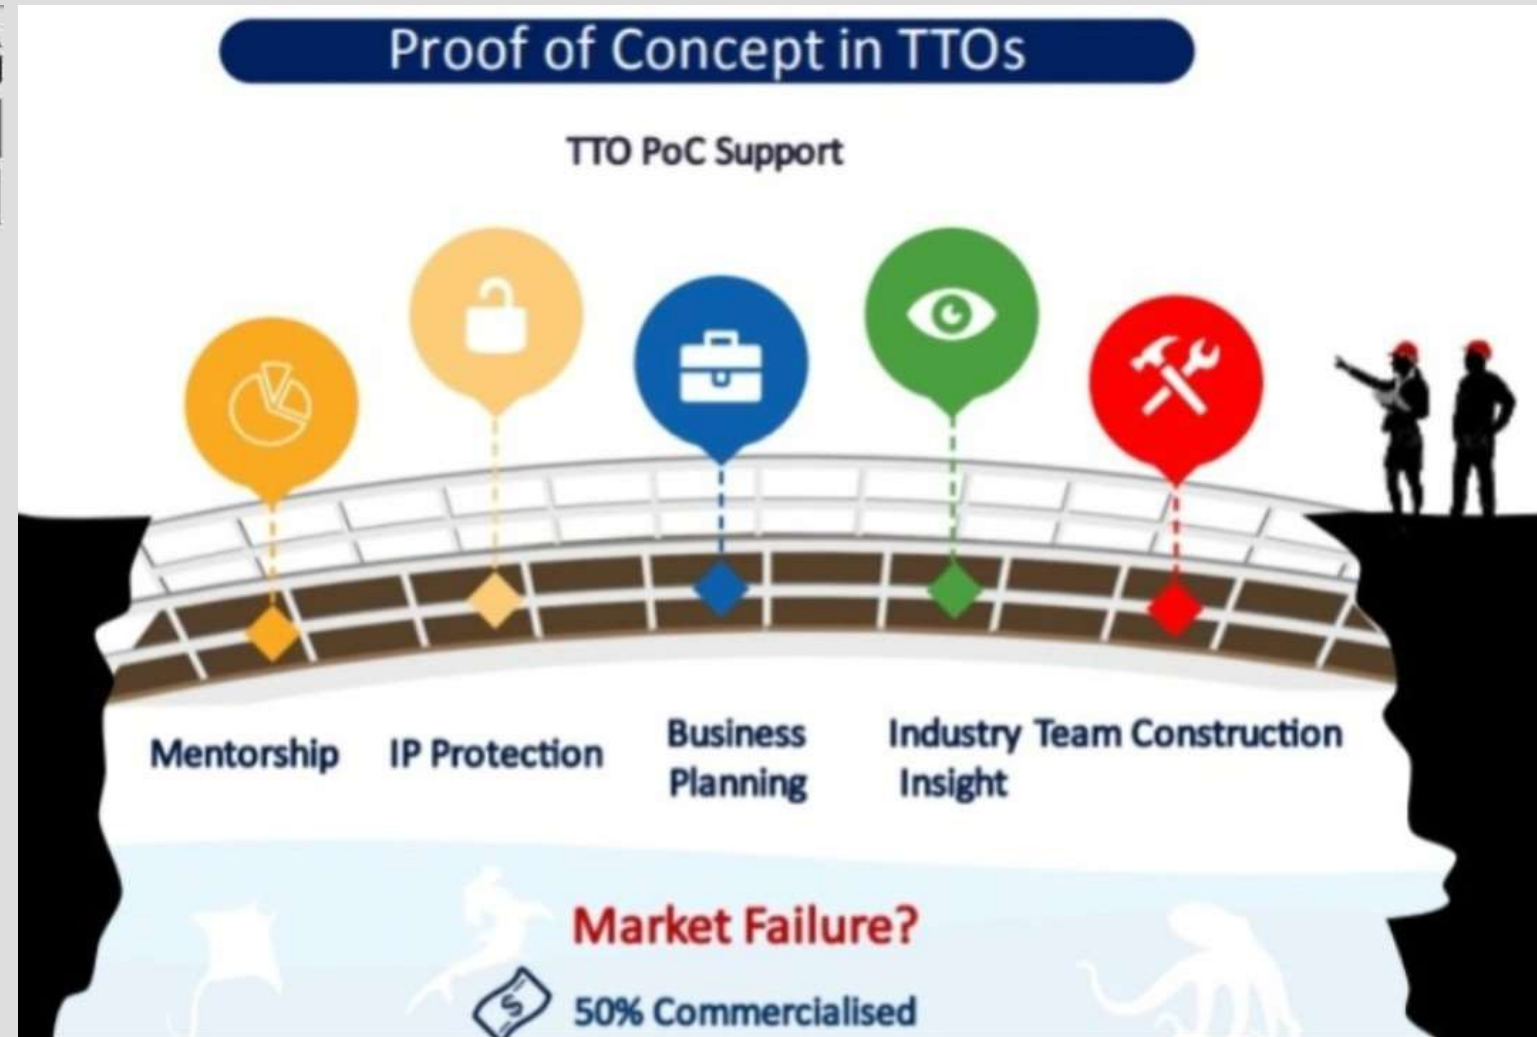 Proof of Concept in TTOs
TTO PoC Support
Mentorship
IP Protection
Business
Planning
Industry
Insight
Team Construction
Market Failure?
50% Commercialised